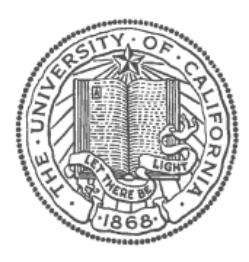 ·THE·UNIVERSITY·OF·CALIFORNIA·
A
LET THERE BE LIGHT
·1868·